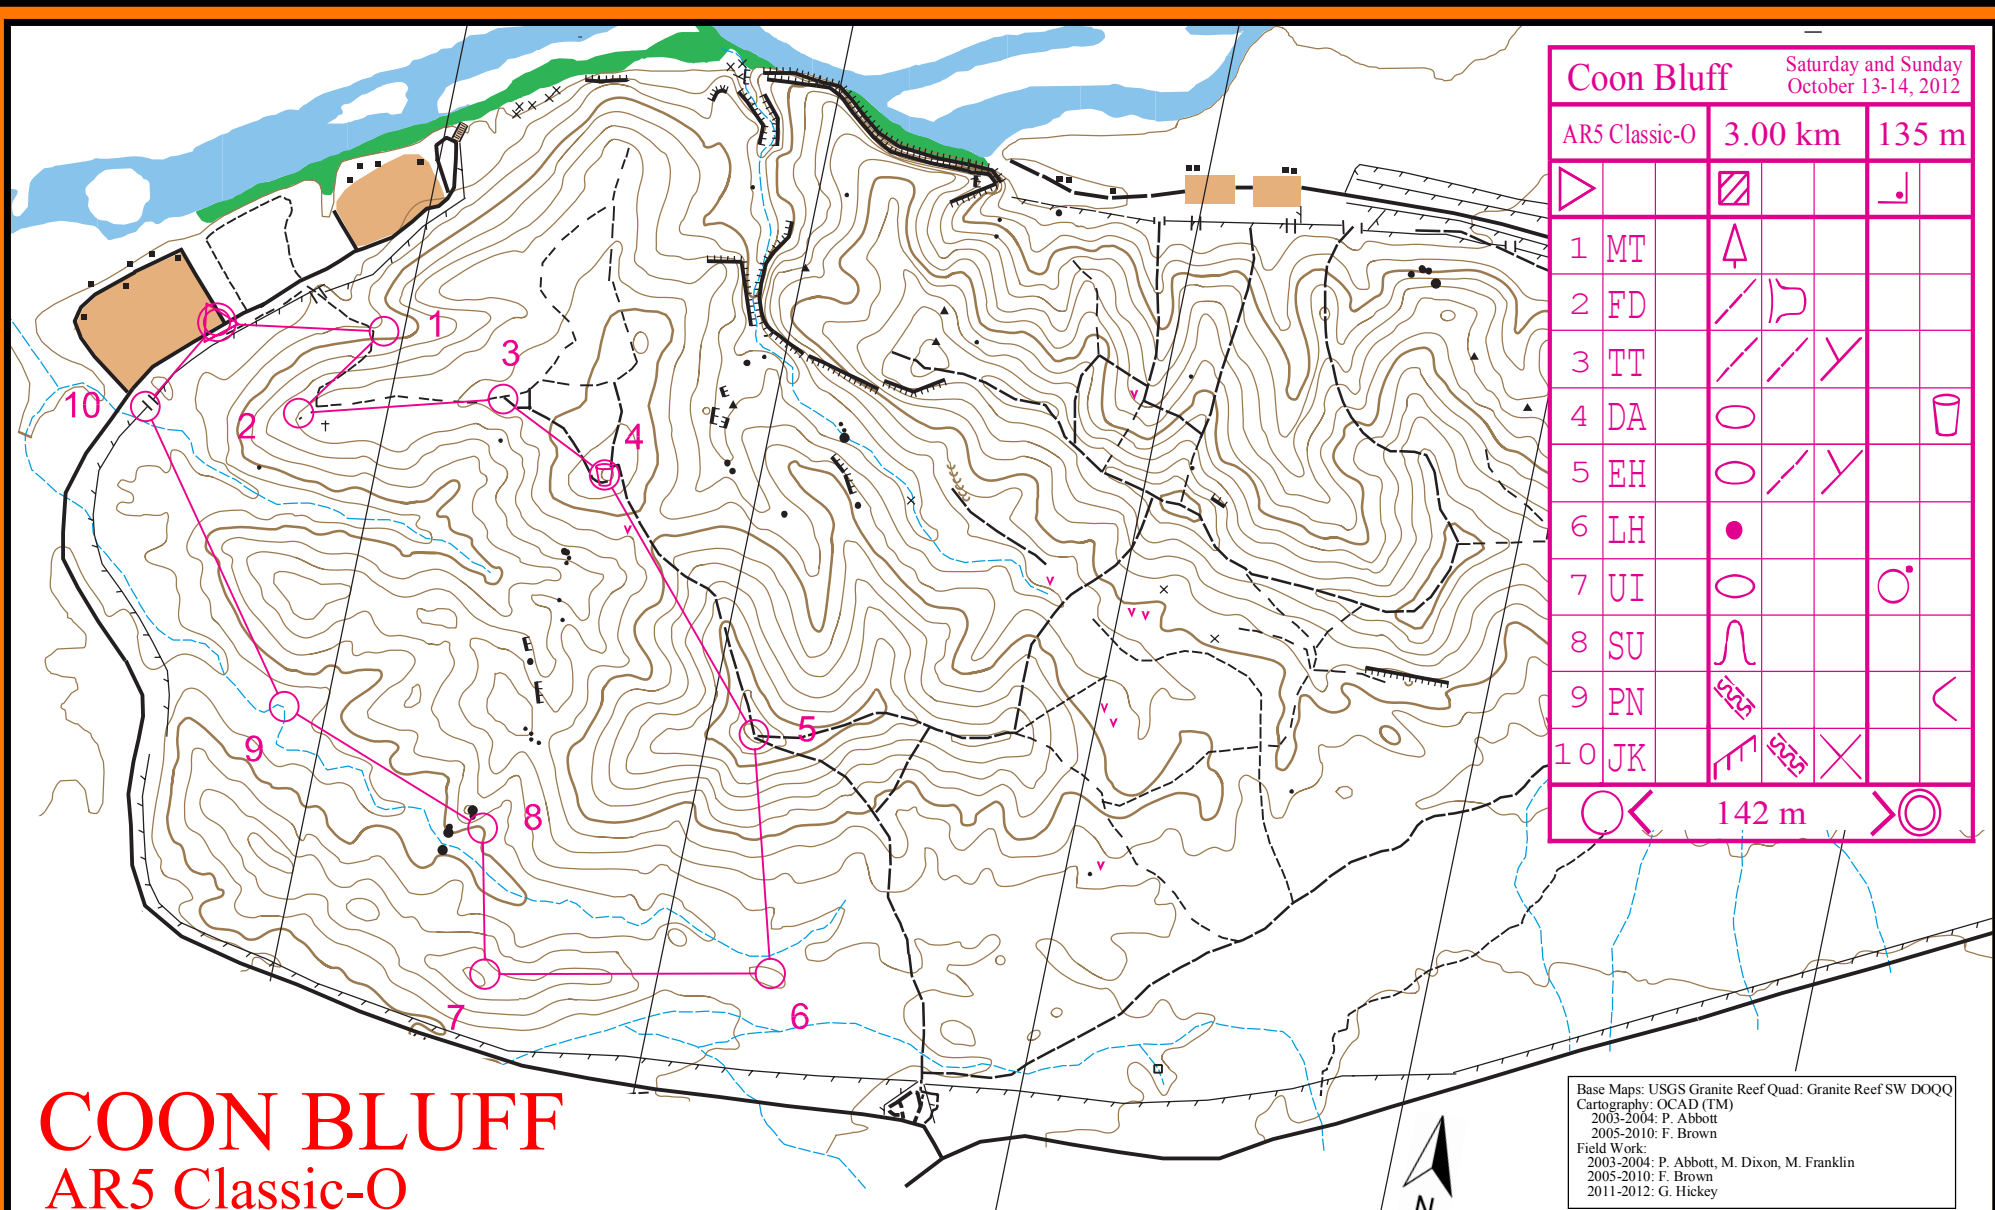 Coon Bluff
Saturday and Sunday
October 13-14, 2012
AR5 Classic-O 3.00 km 135 m
1 MT
2 FD
3 TT
4 DA
5 EH
6 LH
7 UI
8 SU
9 PN
10 JK
142 m
1
2
3
4
5
6
7
8
9
10
COON BLUFF
AR5 Classic-O
N
Base Maps: USGS Granite Reef Quad: Granite Reef SW DOQQ
Cartography: OCAD (TM)
2003-2004: P. Abbott
2005-2010: F. Brown
Field Work:
2003-2004: P. Abbott, M. Dixon, M. Franklin
2005-2010: F. Brown
2011-2012: G. Hickey